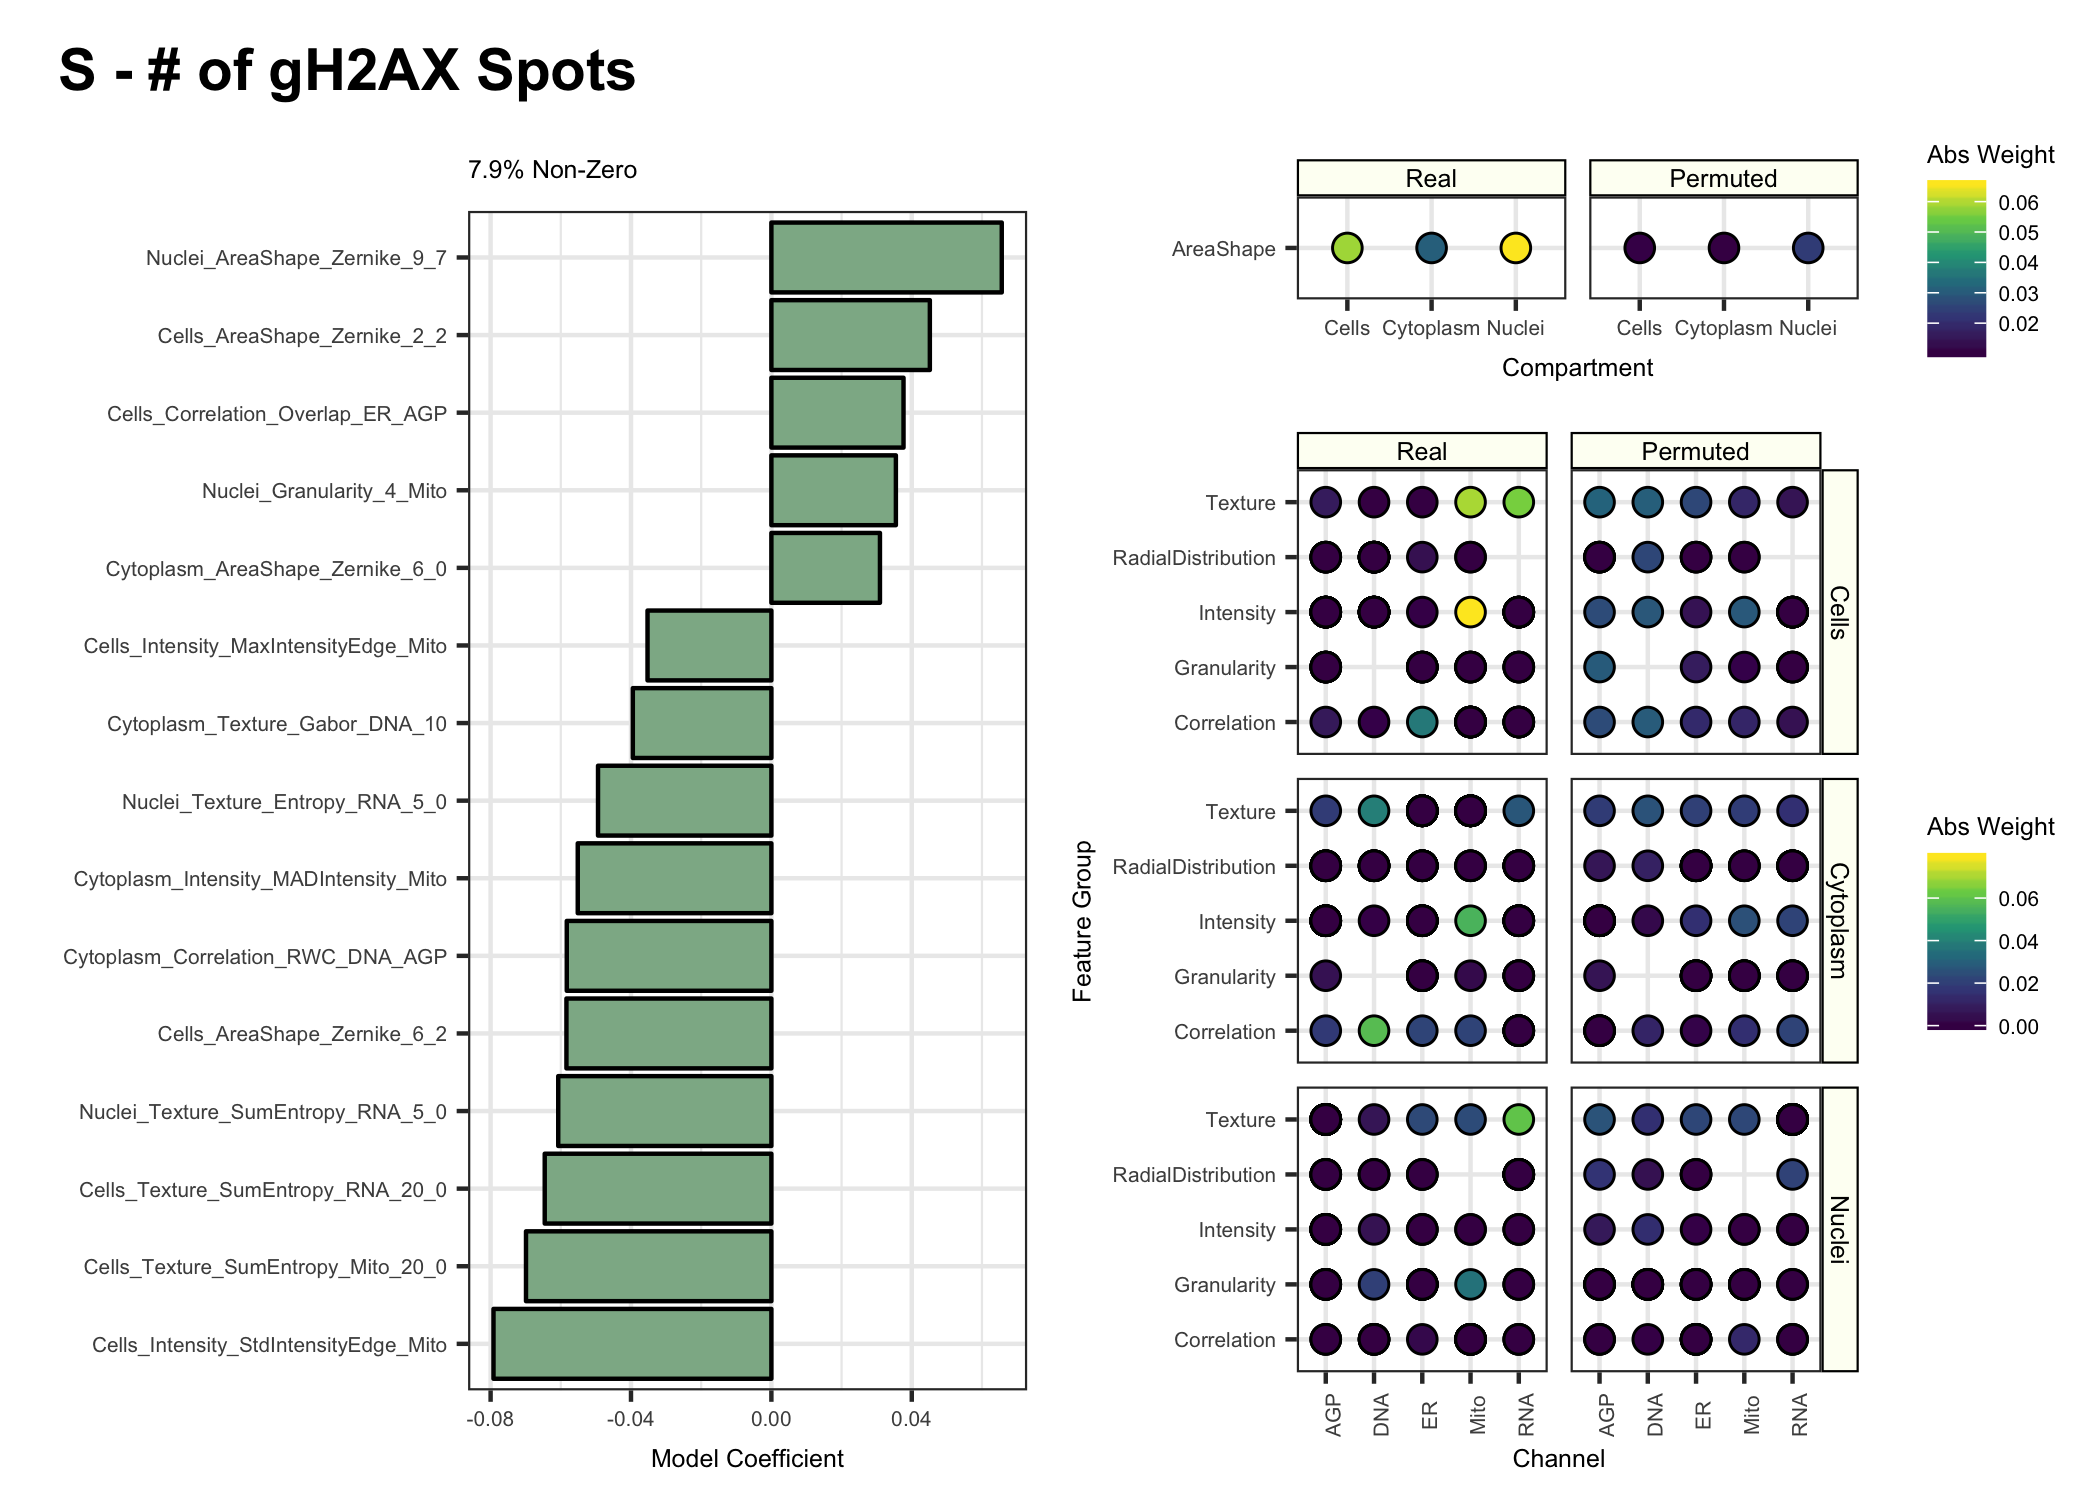 S - # of gH2AX Spots
7.9% Non-Zero
Nuclei_AreaShape_Zernike_9_7
Cells_AreaShape_Zernike_2_2
Cells_Correlation_Overlap_ER_AGP
Nuclei_Granularity_4_Mito
Cytoplasm_AreaShape_Zernike_6_0
Cells_Intensity_MaxIntensityEdge_Mito
Cytoplasm_Texture_Gabor_DNA_10
Nuclei_Texture_Entropy_RNA_5_0
Cytoplasm_Intensity_MADIntensity_Mito
Cytoplasm_Correlation_RWC_DNA_AGP
Cells_AreaShape_Zernike_6_2
Nuclei_Texture_SumEntropy_RNA_5_0
Cells_Texture_SumEntropy_RNA_20_0
Cells_Texture_SumEntropy_Mito_20_0
Cells_Intensity_StdIntensityEdge_Mito
-0.08 -0.04 0.00 0.04
Model Coefficient
Real Permuted
AreaShape
Cells Cytoplasm Nuclei Cells Cytoplasm Nuclei
Compartment
Abs Weight
0.06
0.05
0.04
0.03
0.02
Feature Group
Real Permuted
Texture
RadialDistribution
Intensity
Granularity
Correlation
Cells
Texture
RadialDistribution
Intensity
Granularity
Correlation
Cytoplasm
Texture
RadialDistribution
Intensity
Granularity
Correlation
Nuclei
AGP DNA ER Mito RNA AGP DNA ER Mito RNA
Channel
Abs Weight
0.06
0.04
0.02
0.00